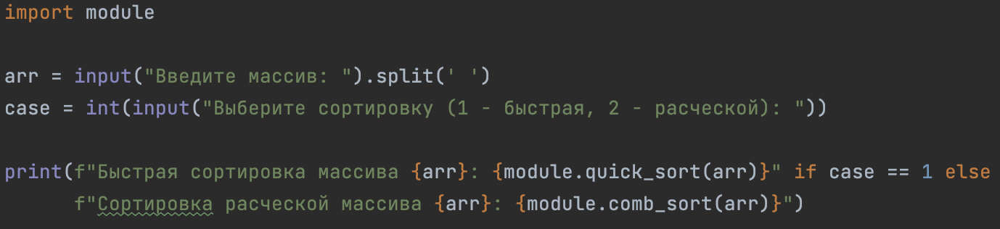 import module
arr = input("Введите массив: ").split(' ')
case = int(input("Выберите сортировку (1 - быстрая, 2 - расческой): "))
print(f"Быстрая сортировка массива {arr}: {module.quick_sort(arr)}" if case == 1 else
f"Сортировка расческой массива {arr}: {module.comb_sort(arr)}")